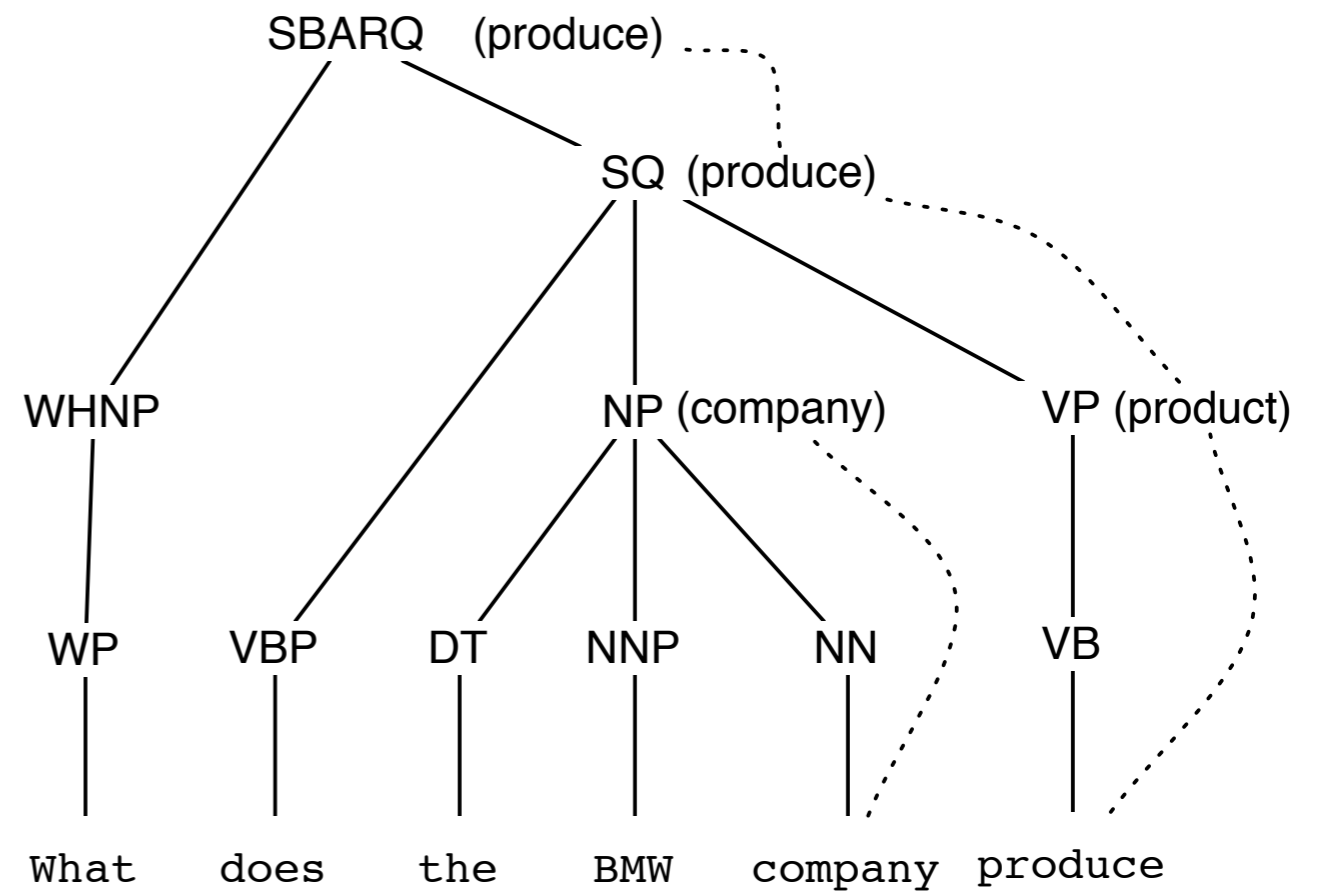 SBARQ (produce)
SQ (produce)
WHNP NP (company) VP (product)
WP VBP DT NNP NN VB
What does the BMW company produce